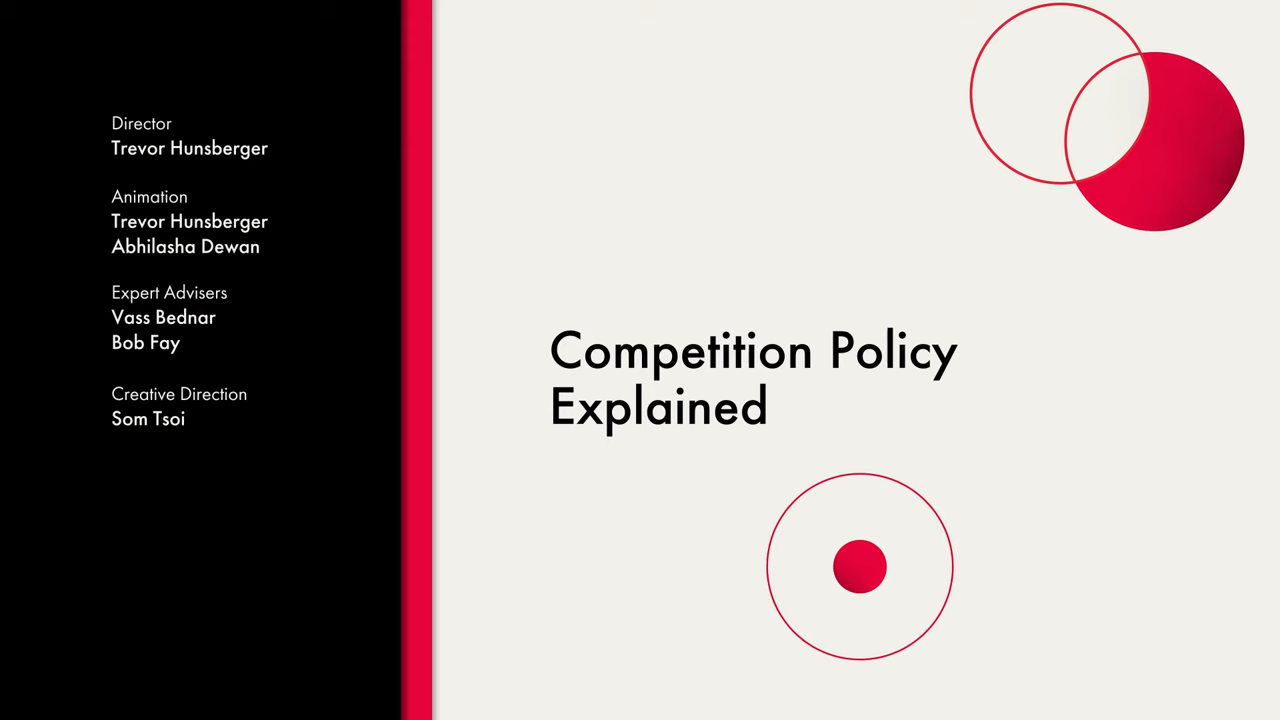 Director
Trevor Hunsberger
Animation
Trevor Hunsberger
Abhilasha Dewan
Expert Advisers
Vass Bednar
Bob Fay
Creative Direction
Som Tsoi
Competition Policy
Explained